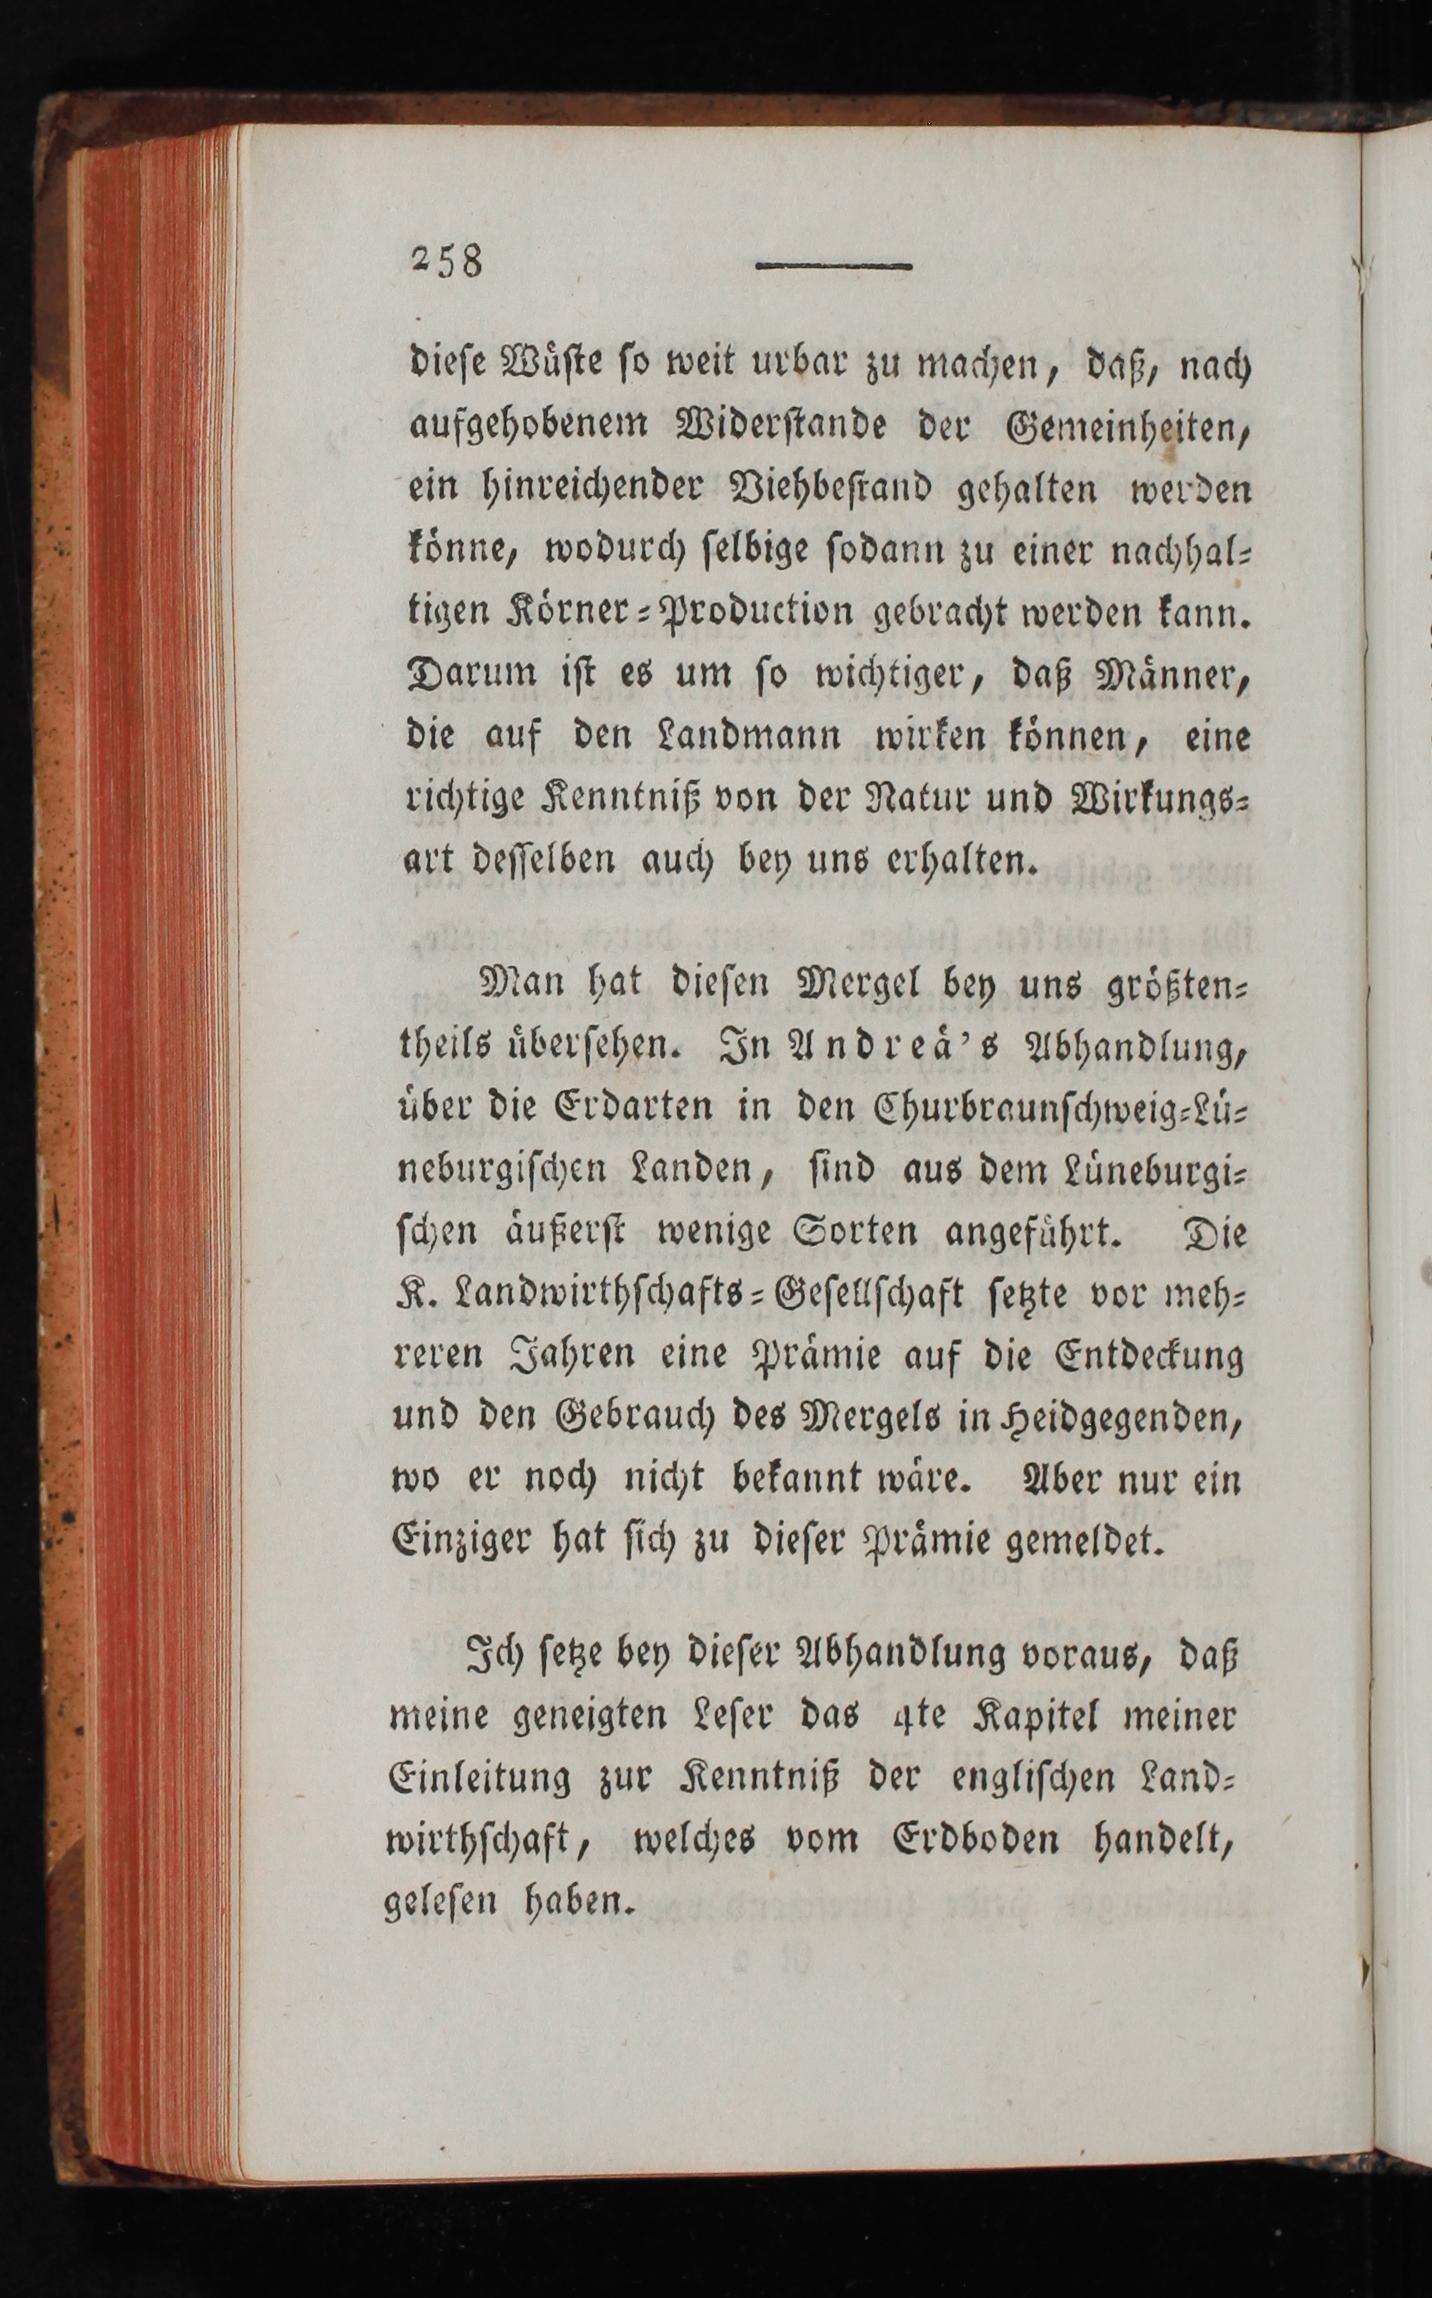 258
dieſe Wüſte ſo weit urbar zu machen, daß, nach
aufgehobenem Widerſtande der Gemeinheiten,
ein hinreichender Viehbeſtand gehalten werden
könne, wodurch ſelbige ſodann zu einer nachhal⸗
tigen Körner⸗Production gebracht werden kann.
Darum iſt es um ſo wichtiger, daß Männer,
die auf den Landmann wirken können, eine
richtige Kenntniß von der Natur und Wirkungs⸗
art deſſelben auch bey uns erhalten.
Man hat dieſen Mergel bey uns größten⸗
theils überſehen. In Andreä's Abhandlung,
über die Erdarten in den Churbraunſchweig⸗Lü⸗
neburgiſchen Landen, ſind aus dem Lüneburgi⸗
ſchen äußerſt wenige Sorten angeführt. Die
K. Landwirthſchafts⸗Geſellſchaft ſetzte vor meh⸗
reren Jahren eine Prämie auf die Entdeckung
und den Gebrauch des Mergels in Heidgegenden,
wo er noch nicht bekannt wäre. Aber nur ein
Einziger hat ſich zu dieſer Prämie gemeldet.
Ich ſetze bey dieſer Abhandlung voraus, daß
meine geneigten Leſer das 4te Kapitel meiner
Einleitung zur Kenntniß der engliſchen Land⸗
wirthſchaft, welches vom Erdboden handelt,
geleſen haben.